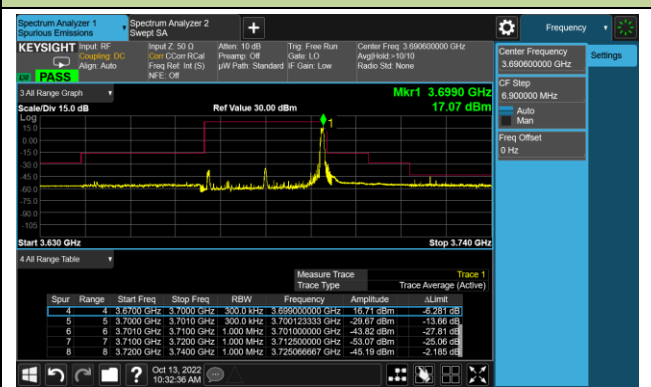 Spectrum Analyzer 1
Spurious Emissions
Spectrum Analyzer 2
Swept SA
+
Frequency
KEYSIGHT
Input: RF
Coupling: DC
Align: Auto
Input Z: 50 Ω
Corr CCorr RCal
Freq Ref: Int (S)
NFE: Off
Atten: 10 dB
Preamp: Off
µW Path: Standard
Trig: Free Run
Gate: LO
IF Gain: Low
Center Freq: 3.690600000 GHz
Avg|Hold:>10/10
Radio Std: None
PASS
Center Frequency
3.690600000 GHz
Settings
CF Step
6.900000 MHz
Auto
Man
Freq Offset
0 Hz
3 All Range Graph
Mkr1 3.6990 GHz
Scale/Div 15.0 dB
Ref Value 30.00 dBm
17.07 dBm
Log
15.0
0.00
-15.0
-30.0
-45.0
-60.0
-75.0
-90.0
-105
1
Start 3.630 GHz
Stop 3.740 GHz
4 All Range Table
Measure Trace Trace 1
Trace Type Trace Average (Active)
Spur Range Start Freq Stop Freq RBW Frequency Amplitude ΔLimit
4 4 3.6700 GHz 3.7000 GHz 300.0 kHz 3.699000000 GHz 16.71 dBm -6.281 dB
5 5 3.7000 GHz 3.7010 GHz 300.0 kHz 3.700123333 GHz -29.67 dBm -13.66 dB
6 6 3.7010 GHz 3.7100 GHz 1.000 MHz 3.701000000 GHz -43.82 dBm -27.81 dB
7 7 3.7100 GHz 3.7200 GHz 1.000 MHz 3.712500000 GHz -53.07 dBm -25.06 dB
8 8 3.7200 GHz 3.7400 GHz 1.000 MHz 3.725066667 GHz -45.19 dBm -2.185 dB
?
Oct 13, 2022
10:32:36 AM